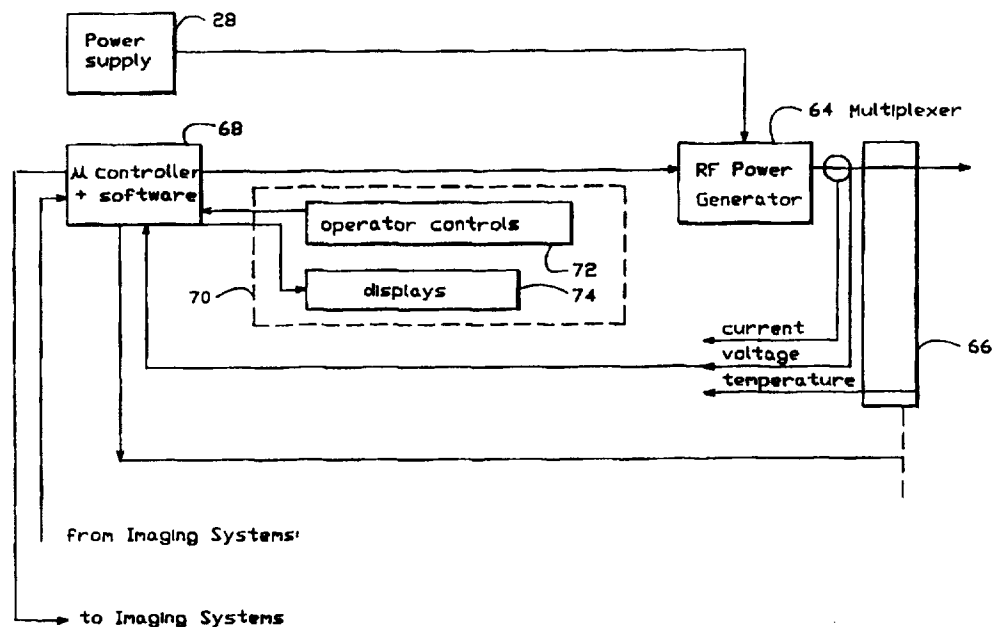 28
Power
supply
68
64 Multiplexer
μ controller
+ software
RF Power
Generator
operator controls
72
70
displays
74
current
voltage
temperature
66
from Imaging Systems
to Imaging Systems